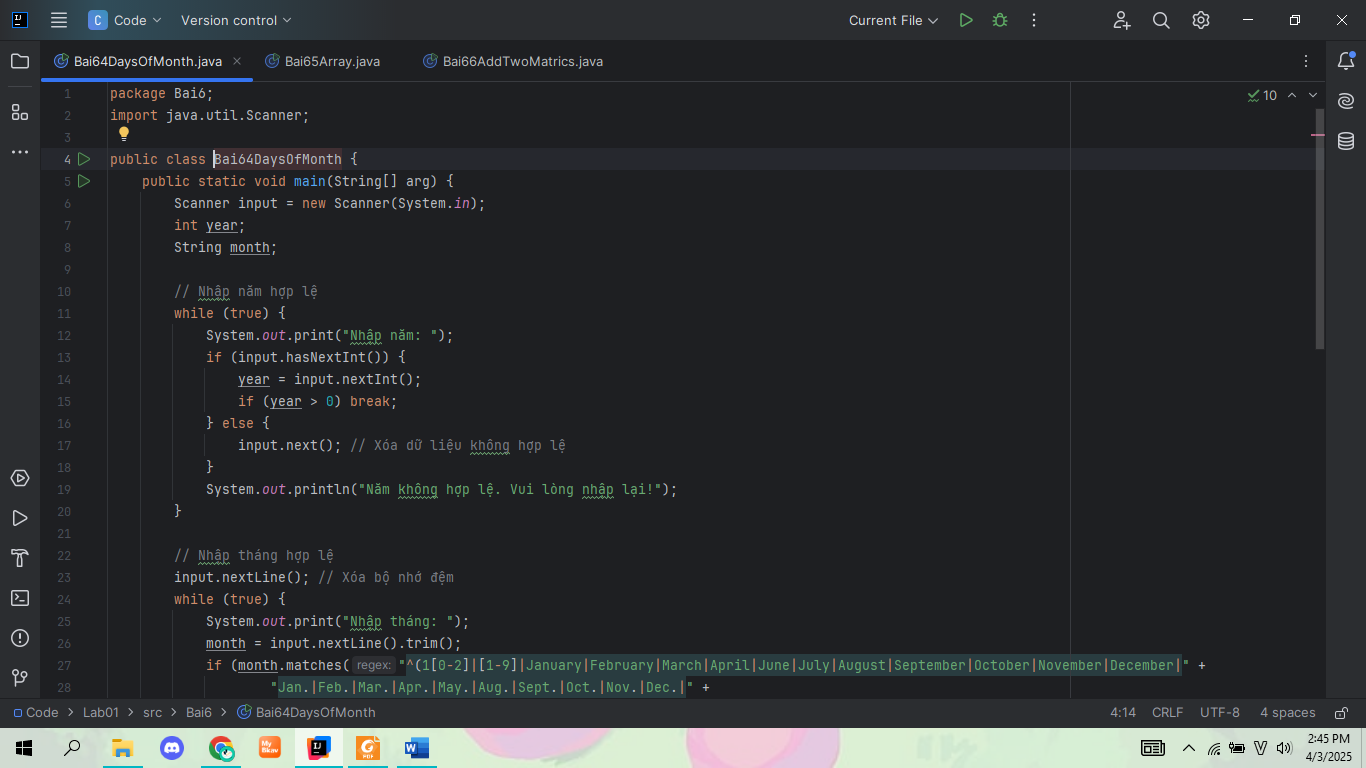 C Code Version control Current File
Bai64DaysOfMonth.java Bai65Array.java Bai66AddTwoMatrics.java
10
1 package Bai6;
2 import java.util.Scanner;
3
4 public class Bai64DaysOfMonth {
5 public static void main(String[] arg) {
6 Scanner input = new Scanner(System.in);
7 int year;
8 String month;
9
10 // Nhập năm hợp lệ
11 while (true) {
12 System.out.print("Nhập năm: ");
13 if (input.hasNextInt()) {
14 year = input.nextInt();
15 if (year > 0) break;
16 } else {
17 input.next(); // Xóa dữ liệu không hợp lệ
18 }
19 System.out.println("Năm không hợp lệ. Vui lòng nhập lại!");
20 }
21
22 // Nhập tháng hợp lệ
23 input.nextLine(); // Xóa bộ nhớ đệm
24 while (true) {
25 System.out.print("Nhập tháng: ");
26 month = input.nextLine().trim();
27 if (month.matches( regex: "^(1[0-2]|[1-9]|January|February|March|April|June|July|August|September|October|November|December|" +
28 "Jan.|Feb.|Mar.|Apr.|May.|Aug.|Sept.|Oct.|Nov.|Dec.|" +
Code > Lab01 > src > Bai6 > Bai64DaysOfMonth 4:14 CRLF UTF-8 4 spaces
My Bkav IJ PDF W V 2:45 PM
4/3/2025